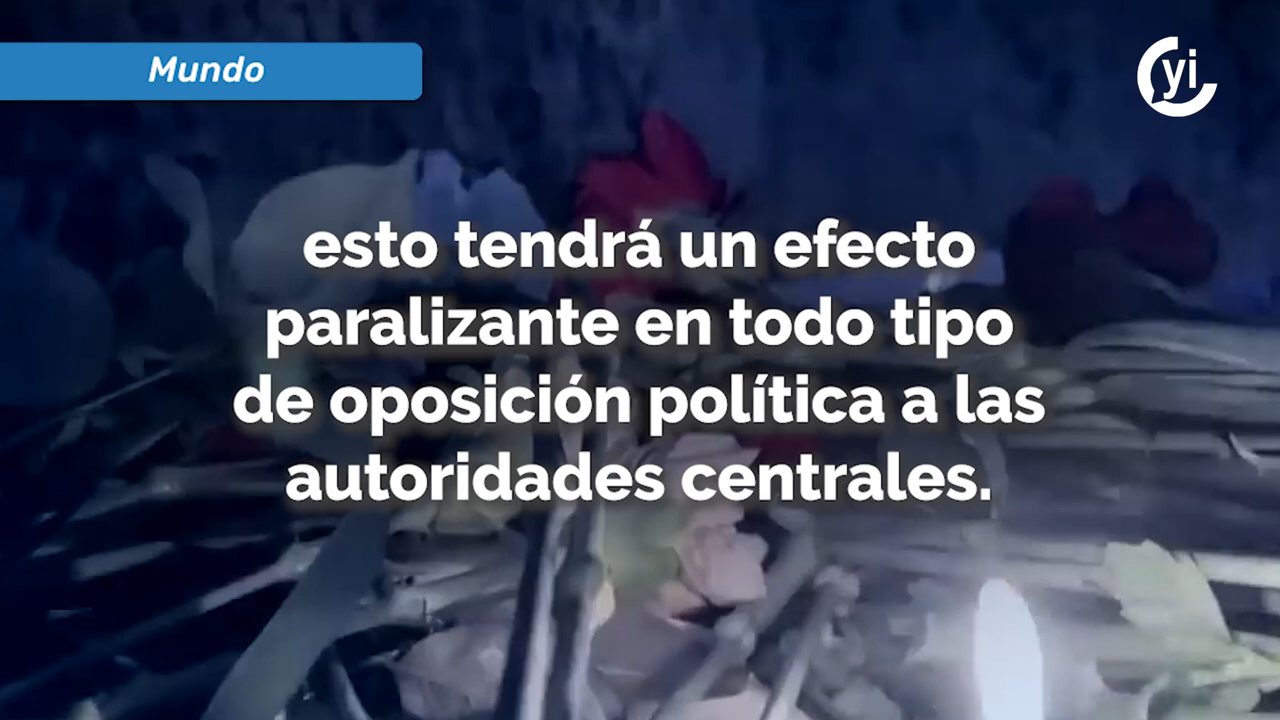 Mundo
yi
esto tendrá un efecto
paralizante en todo tipo
de oposición política a las
autoridades centrales.